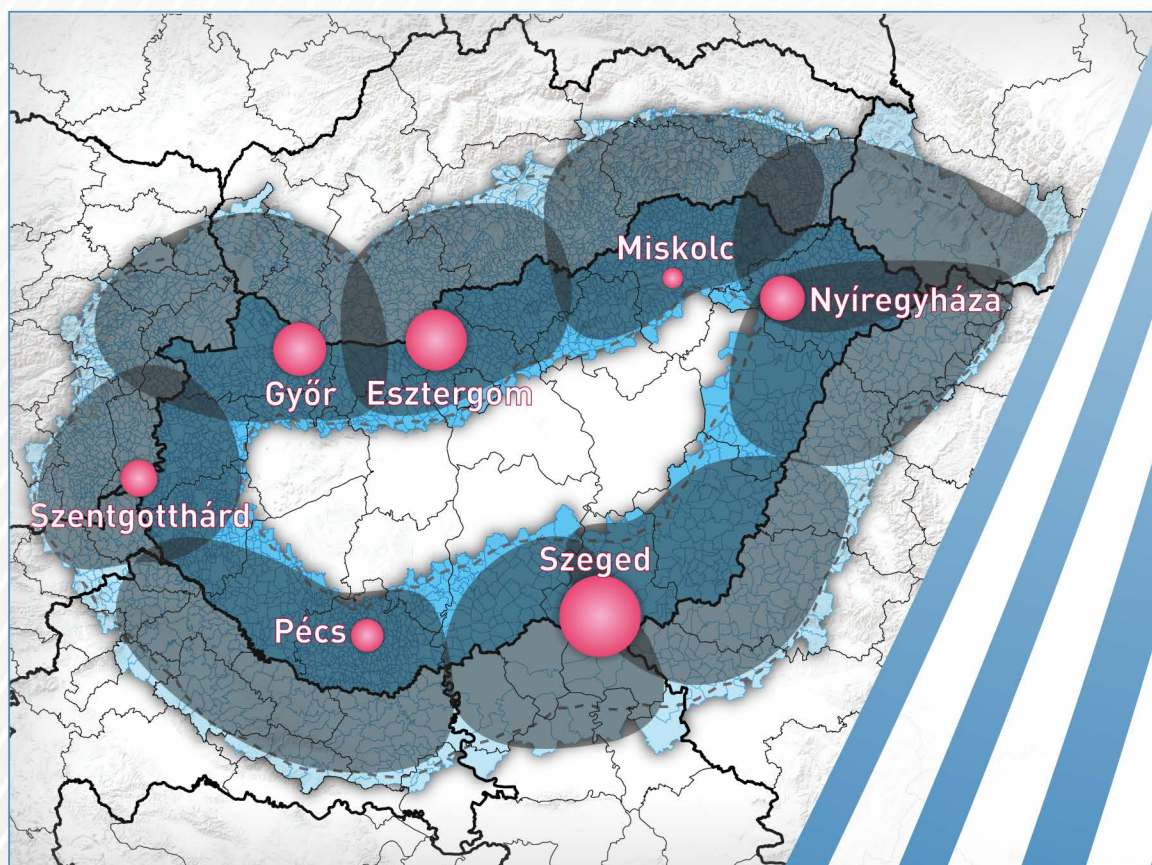 Miskolc
Nyíregyháza
Győr
Esztergom
Szentgotthárd
Szeged
Pécs